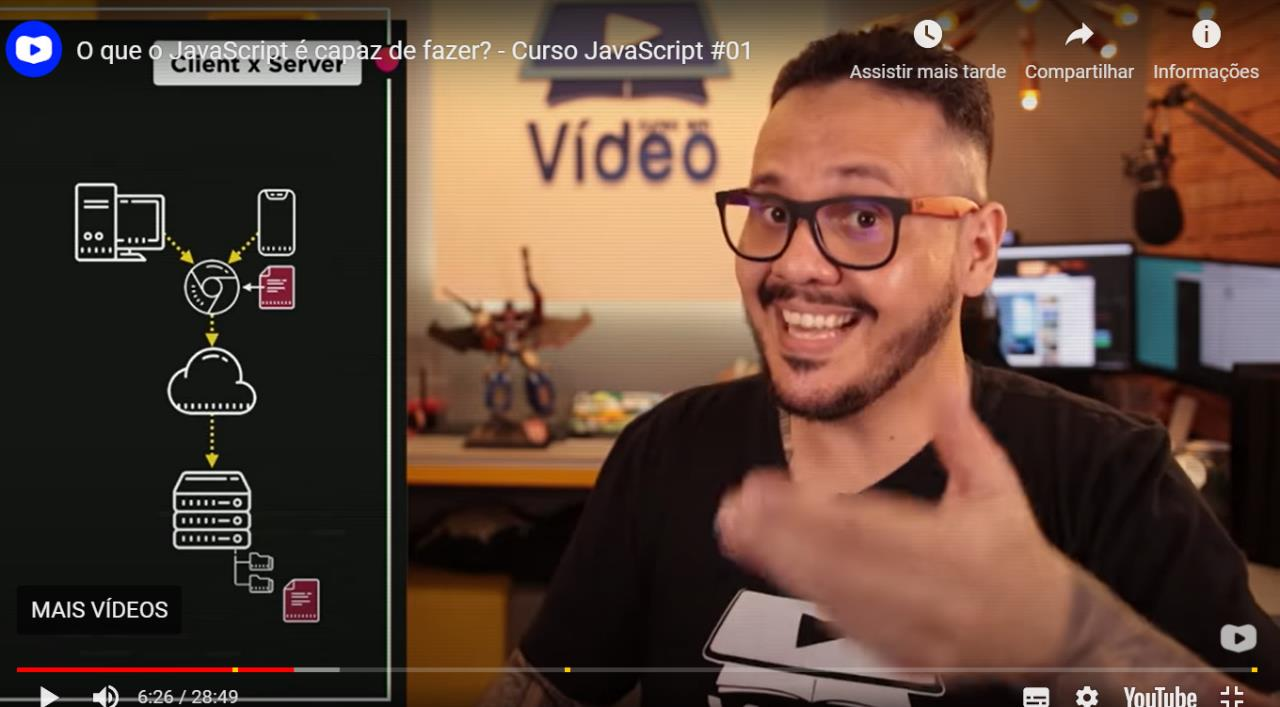 O que o JavaScript é capaz de fazer? - Curso JavaScript #01
Assistir mais tarde
Compartilhar
Informações
Client x Server
Vídeo
MAIS VÍDEOS
6:26 / 28:49
YouTube